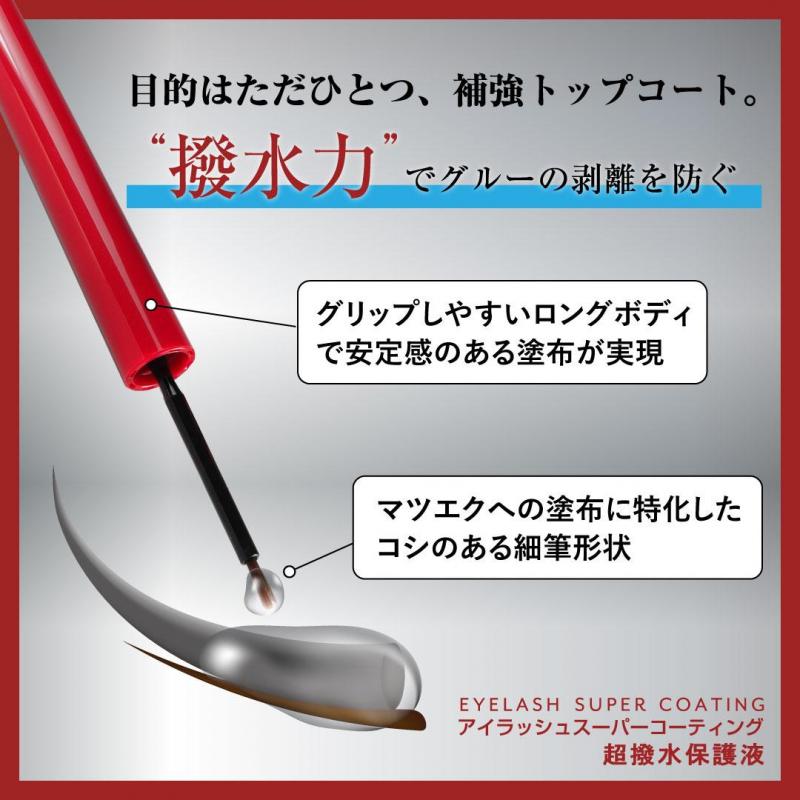 目的はただひとつ、補強トップコート。
“撥水力”でグルーの剥離を防ぐ
グリップしやすいロングボディ
で安定感のある塗布が実現
マツエクへの塗布に特化した
コシのある細筆形状
EYELASH SUPER COATING
アイラッシュスーパーコーティング
超撥水保護液